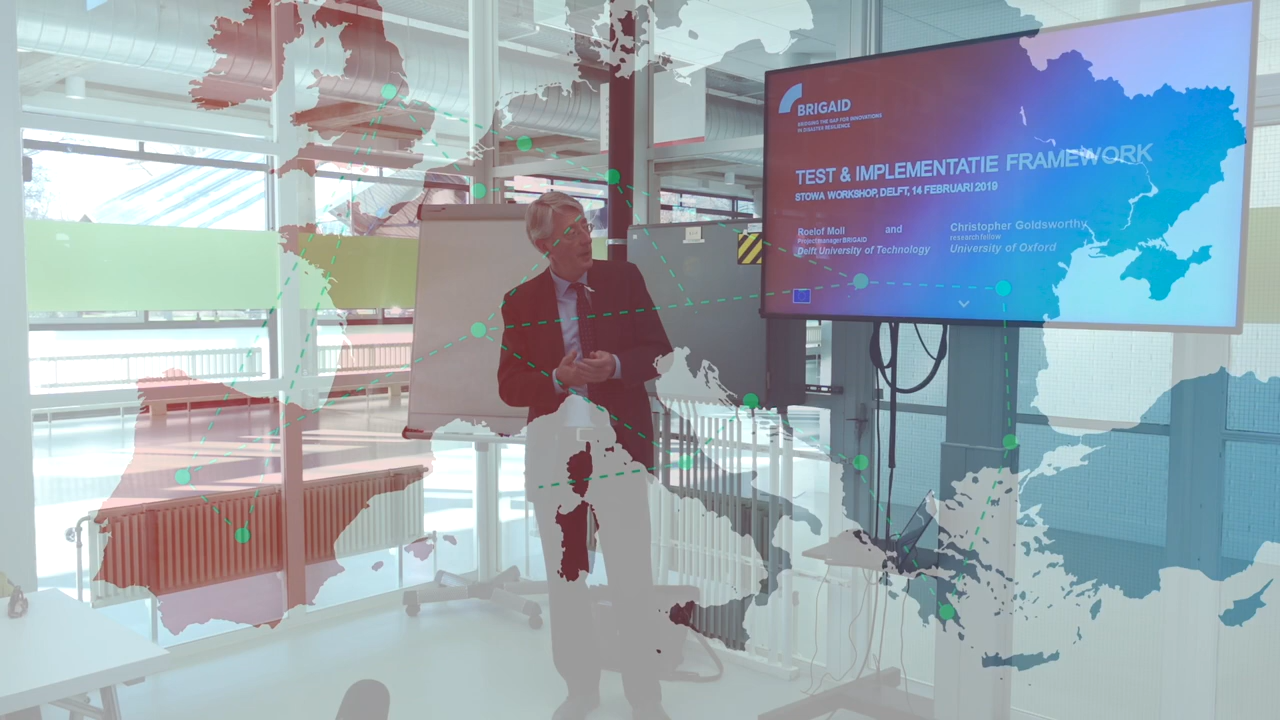 BRIGAID
BRIDGING THE GAP FOR INNOVATIONS
IN DISASTER RESILIENCE
TEST & IMPLEMENTATIE FRAMEWORK
STOWA WORKSHOP, DELFT, 14 FEBRUARI 2019
Roelof Moll and Christopher Goldsworthy
Projectmanager BRIGAID research fellow
Delft University of Technology University of Oxford